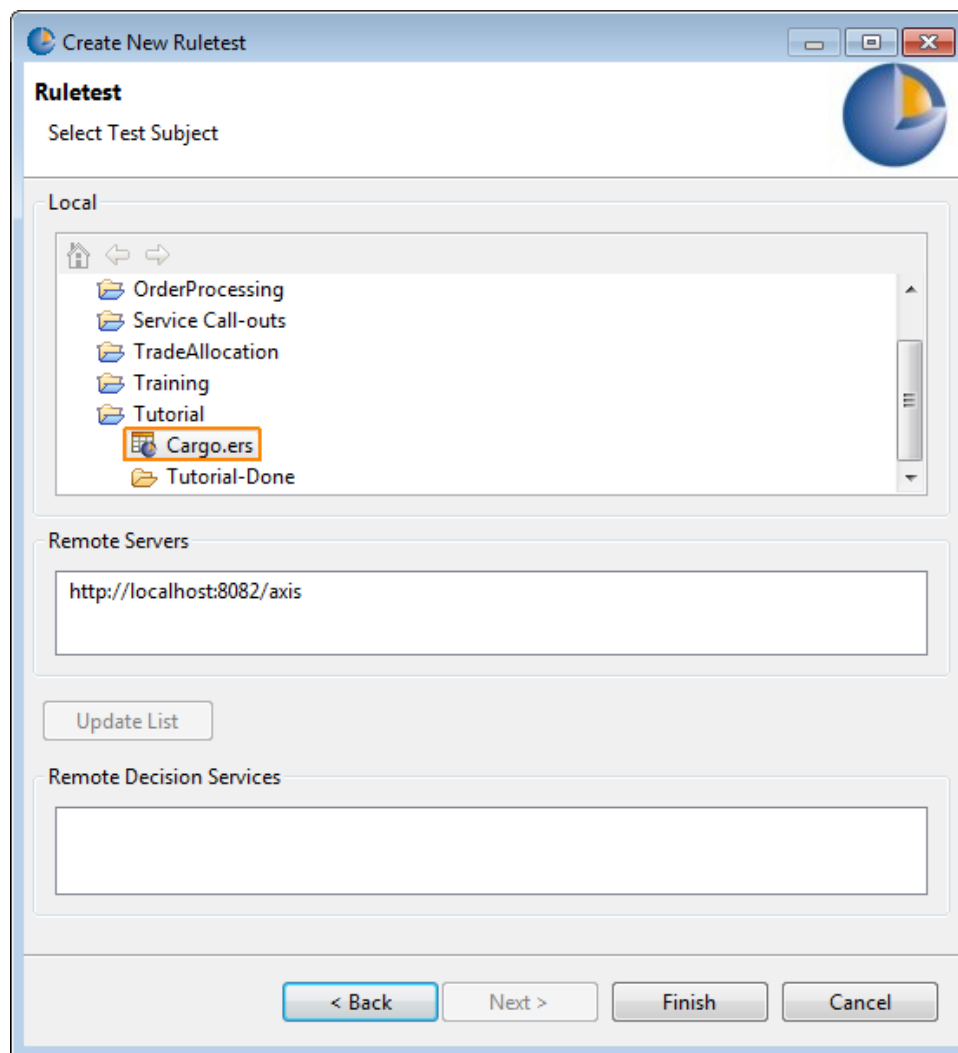 Create New Ruletest
Ruletest
Select Test Subject
Local
OrderProcessing
Service Call-outs
TradeAllocation
Training
Tutorial
Cargo.ers
Tutorial-Done
Remote Servers
http://localhost:8082/axis
Update List
Remote Decision Services
< Back
Next >
Finish
Cancel